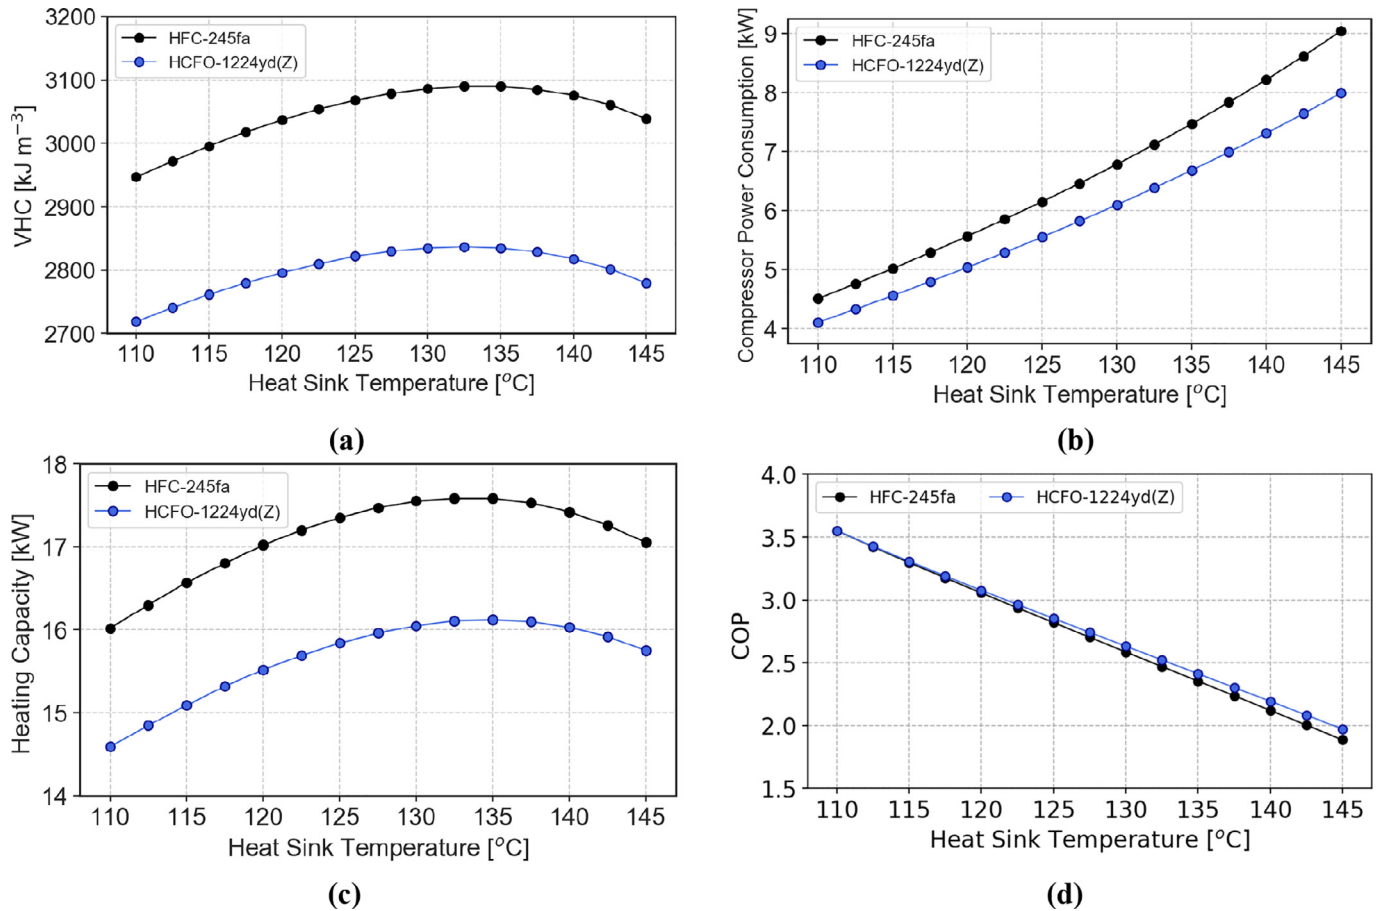 3200
3100
3000
2900
2800
2700
VHC [kJ m⁻³]
HFC-245fa
HCFO-1224yd(Z)
110 115 120 125 130 135 140 145
Heat Sink Temperature [°C]
(a)
9
8
7
6
5
4
Compressor Power Consumption [kW]
HFC-245fa
HCFO-1224yd(Z)
110 115 120 125 130 135 140 145
Heat Sink Temperature [°C]
(b)
18
17
16
15
14
Heating Capacity [kW]
HFC-245fa
HCFO-1224yd(Z)
110 115 120 125 130 135 140 145
Heat Sink Temperature [°C]
(c)
4.0
3.5
3.0
2.5
2.0
1.5
COP
HFC-245fa HCFO-1224yd(Z)
110 115 120 125 130 135 140 145
Heat Sink Temperature [°C]
(d)